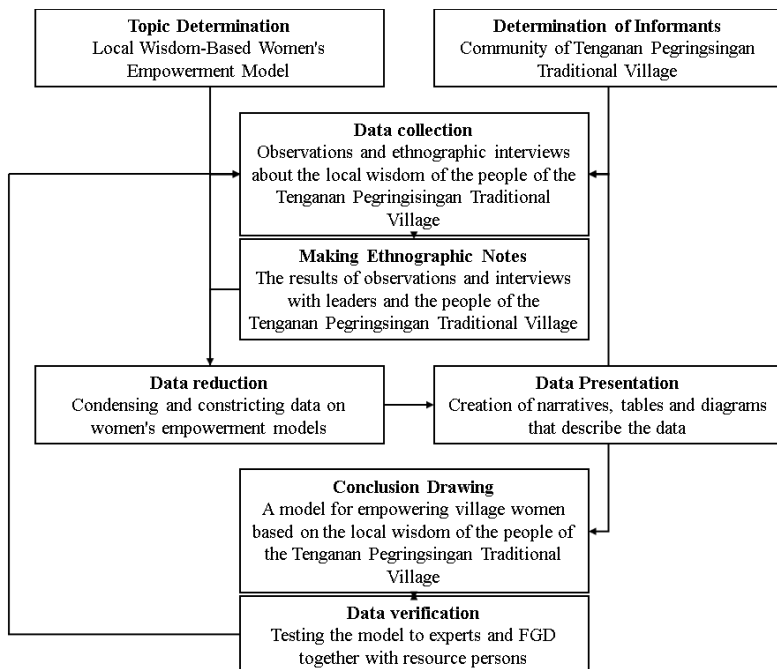 Topic Determination
Local Wisdom-Based Women's
Empowerment Model
Determination of Informants
Community of Tenganan Pegringsingan
Traditional Village
Data collection
Observations and ethnographic interviews
about the local wisdom of the people of the
Tenganan Pegringisingan Traditional
Village
Making Ethnographic Notes
The results of observations and interviews
with leaders and the people of the
Tenganan Pegringsingan Traditional Village
Data reduction
Condensing and constricting data on
women's empowerment models
Data Presentation
Creation of narratives, tables and diagrams
that describe the data
Conclusion Drawing
A model for empowering village women
based on the local wisdom of the people of
the Tenganan Pegringsingan Traditional
Village
Data verification
Testing the model to experts and FGD
together with resource persons